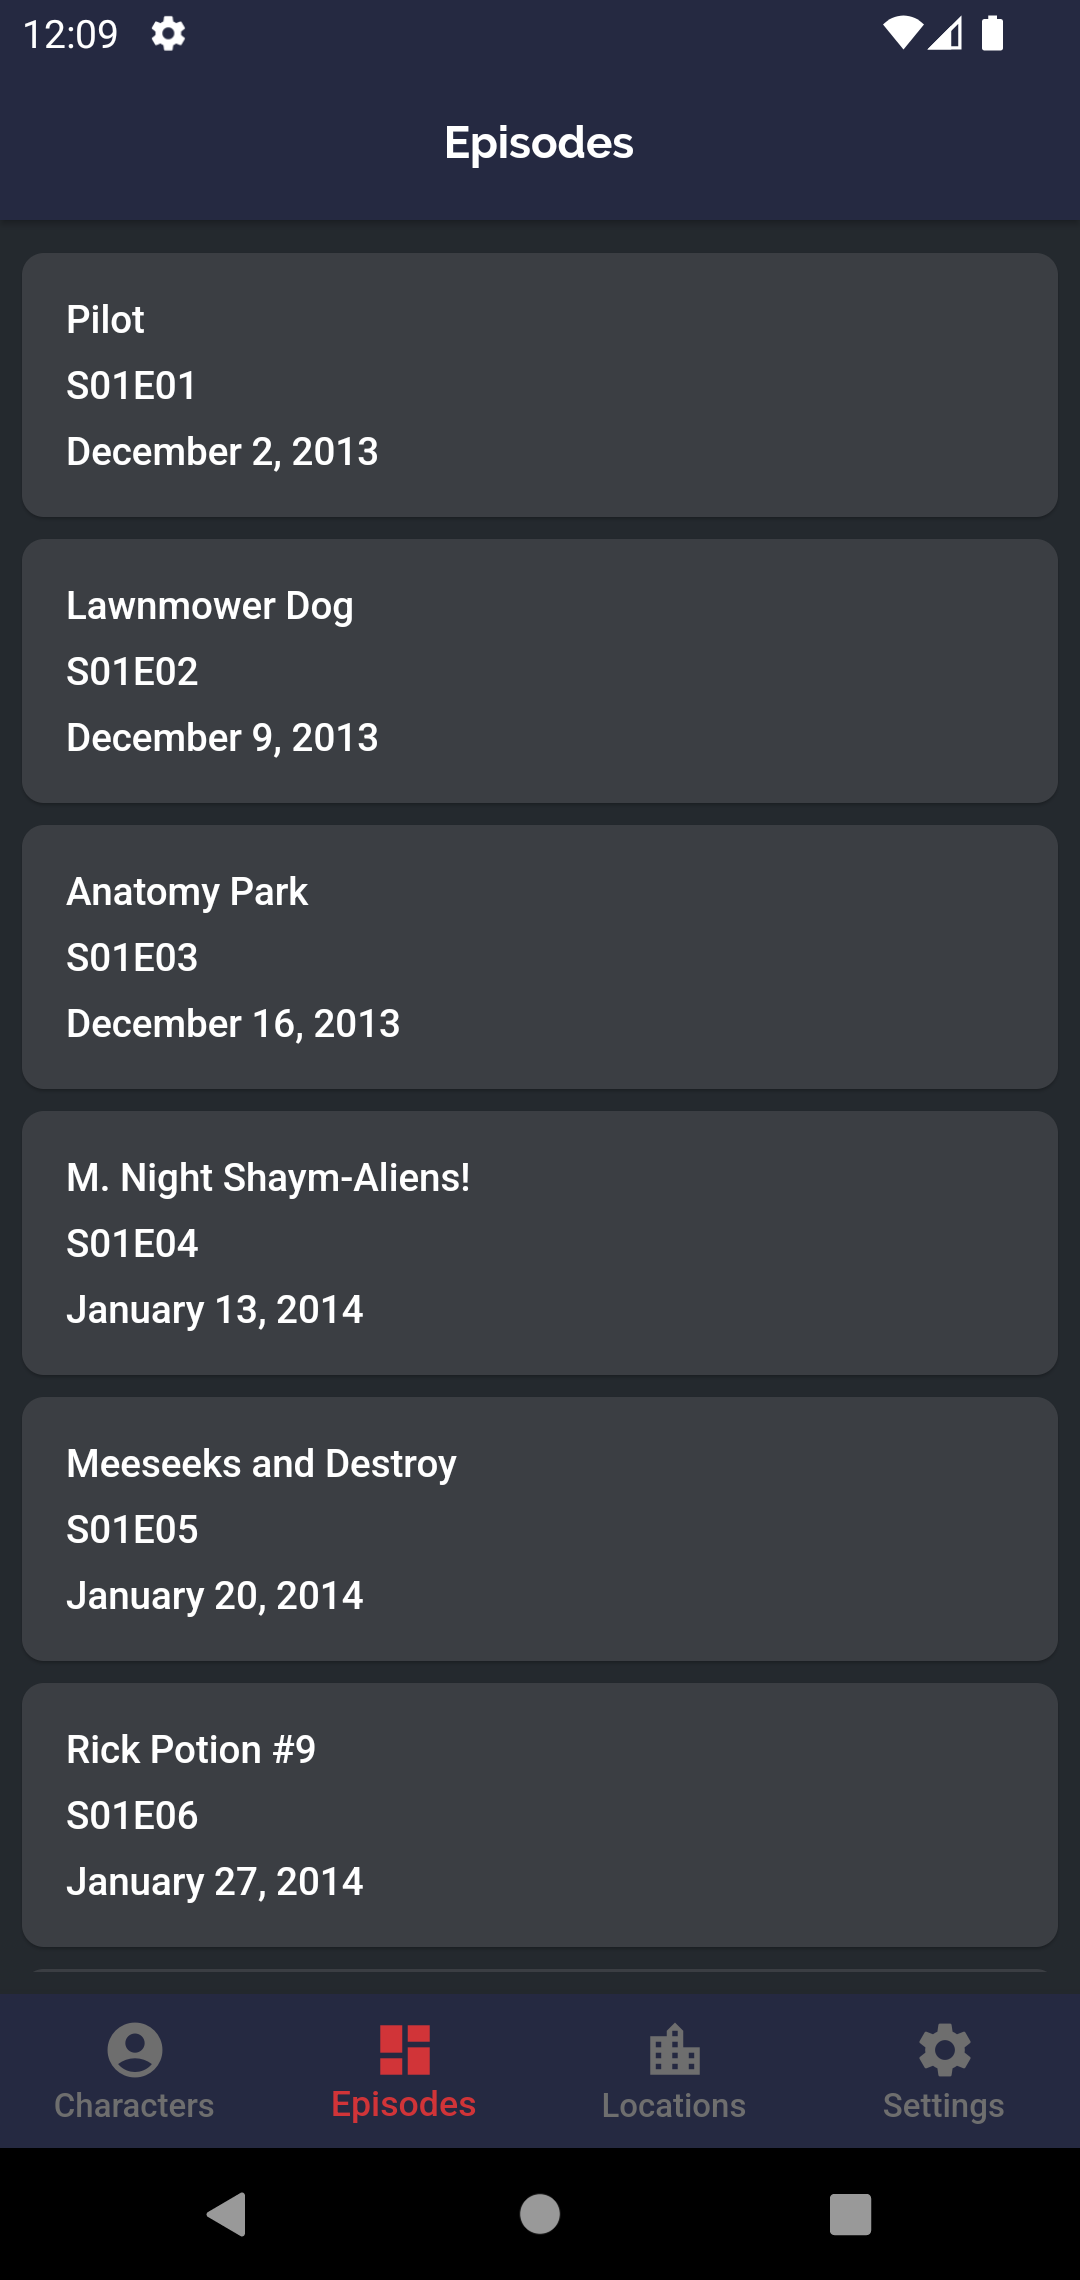 12:09
Episodes
Pilot
S01E01
December 2, 2013
Lawnmower Dog
S01E02
December 9, 2013
Anatomy Park
S01E03
December 16, 2013
M. Night Shaym-Aliens!
S01E04
January 13, 2014
Meeseeks and Destroy
S01E05
January 20, 2014
Rick Potion #9
S01E06
January 27, 2014
Characters Episodes Locations Settings